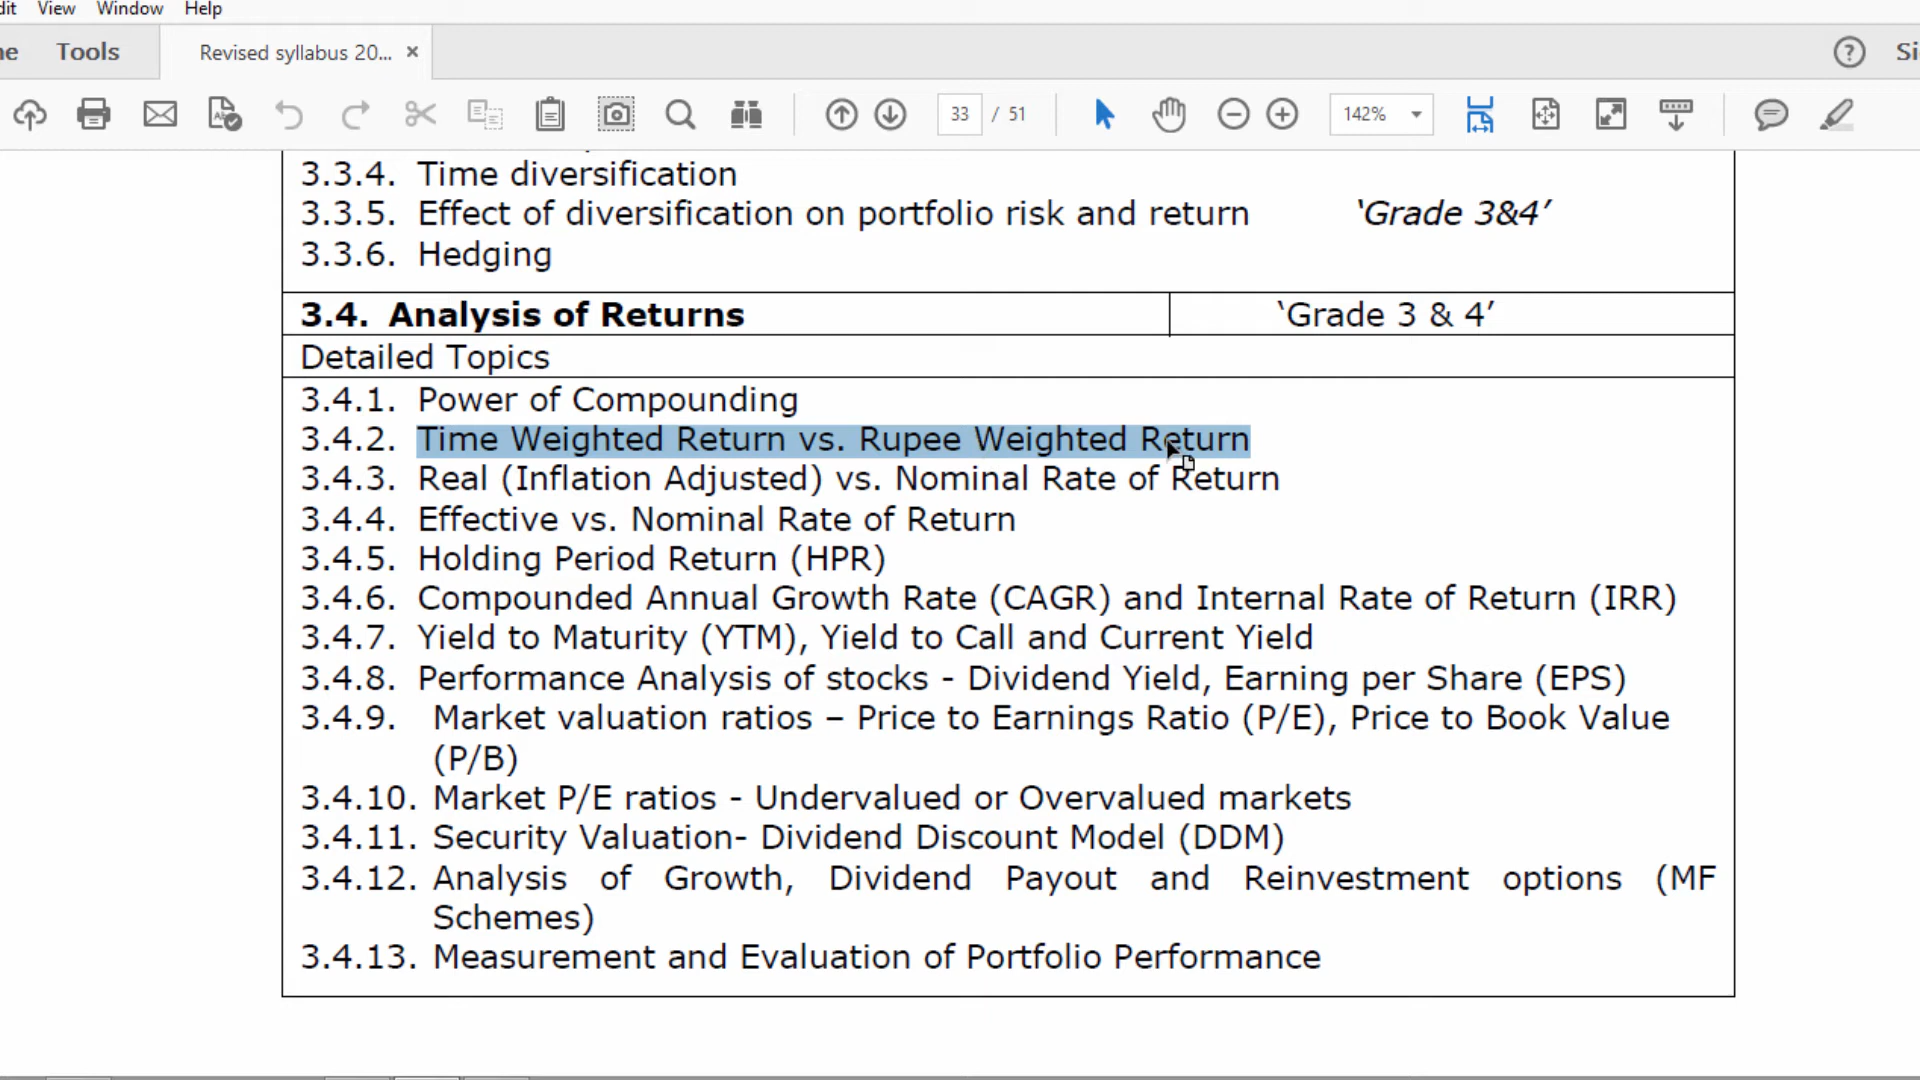 dit View Window Help
ne Tools Revised syllabus 20... × ? Si
33 / 51 142%
3.3.4. Time diversification
3.3.5. Effect of diversification on portfolio risk and return ‘Grade 3&4’
3.3.6. Hedging
3.4. Analysis of Returns ‘Grade 3 & 4’
Detailed Topics
3.4.1. Power of Compounding
3.4.2. Time Weighted Return vs. Rupee Weighted Return
3.4.3. Real (Inflation Adjusted) vs. Nominal Rate of Return
3.4.4. Effective vs. Nominal Rate of Return
3.4.5. Holding Period Return (HPR)
3.4.6. Compounded Annual Growth Rate (CAGR) and Internal Rate of Return (IRR)
3.4.7. Yield to Maturity (YTM), Yield to Call and Current Yield
3.4.8. Performance Analysis of stocks - Dividend Yield, Earning per Share (EPS)
3.4.9. Market valuation ratios – Price to Earnings Ratio (P/E), Price to Book Value
(P/B)
3.4.10. Market P/E ratios - Undervalued or Overvalued markets
3.4.11. Security Valuation- Dividend Discount Model (DDM)
3.4.12. Analysis of Growth, Dividend Payout and Reinvestment options (MF
Schemes)
3.4.13. Measurement and Evaluation of Portfolio Performance